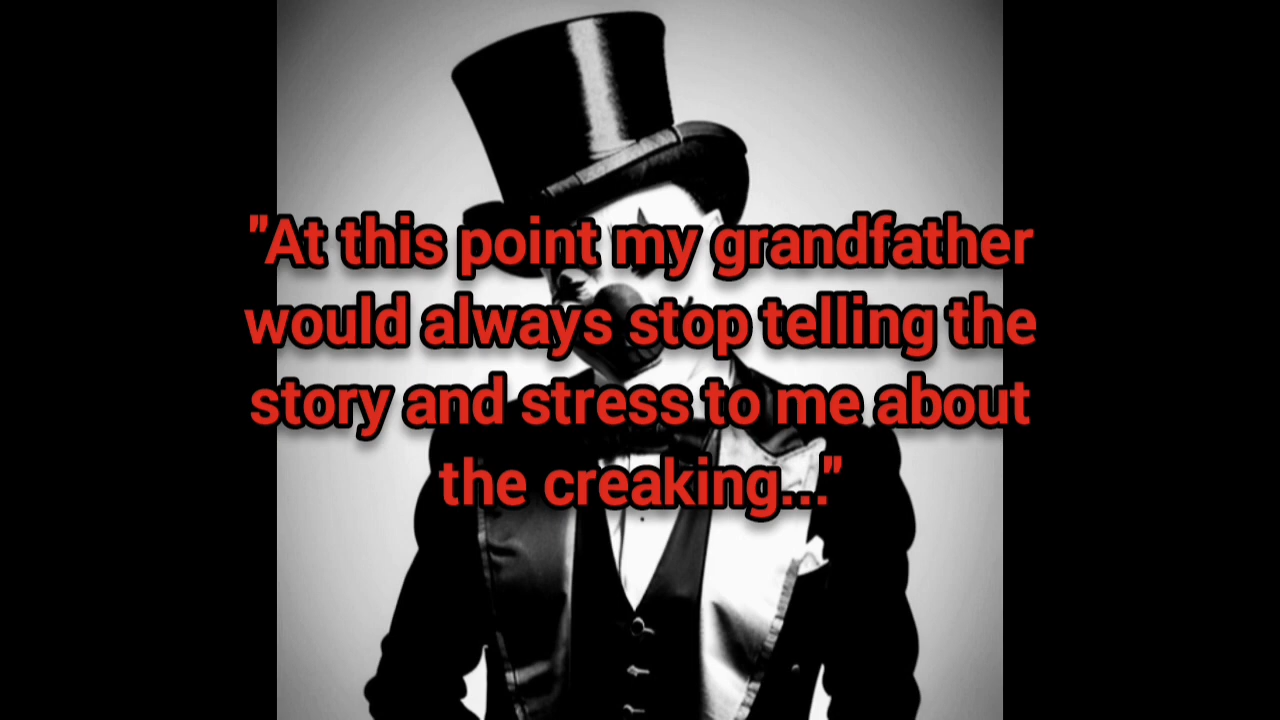 "At this point my grandfather
would always stop telling the
story and stress to me about
the creaking..."